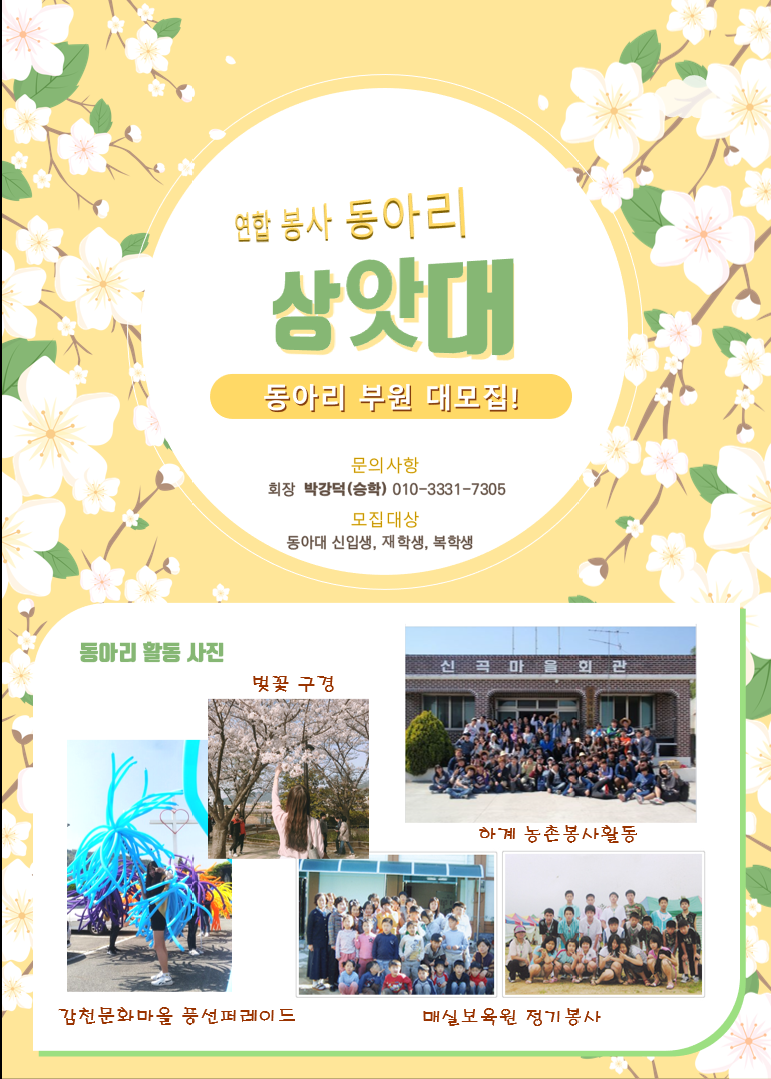 연합 봉사 동아리
상앗대
동아리 부원 대모집!
문의사항
회장 박강덕(승학) 010-3331-7305
모집대상
동아대 신입생, 재학생, 복학생
동아리 활동 사진
벚꽃 구경
신곡마을회관
하계 농촌봉사활동
감천문화마을 풍선퍼레이드
매실보육원 정기봉사